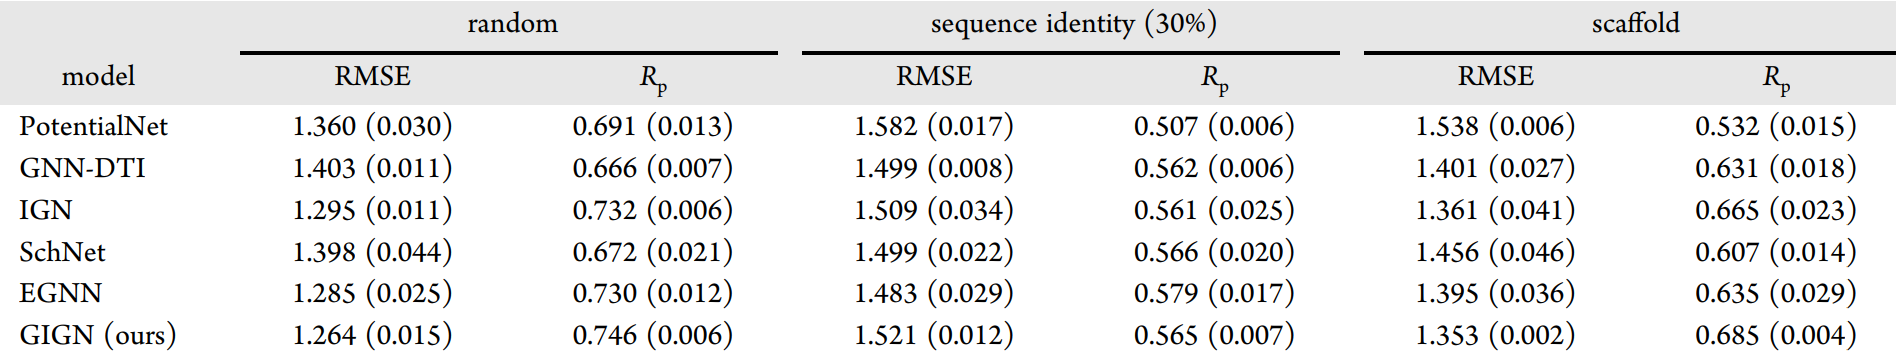 random sequence identity (30%) scaffold
model RMSE Rp RMSE Rp RMSE Rp
PotentialNet 1.360 (0.030) 0.691 (0.013) 1.582 (0.017) 0.507 (0.006) 1.538 (0.006) 0.532 (0.015)
GNN-DTI 1.403 (0.011) 0.666 (0.007) 1.499 (0.008) 0.562 (0.006) 1.401 (0.027) 0.631 (0.018)
IGN 1.295 (0.011) 0.732 (0.006) 1.509 (0.034) 0.561 (0.025) 1.361 (0.041) 0.665 (0.023)
SchNet 1.398 (0.044) 0.672 (0.021) 1.499 (0.022) 0.566 (0.020) 1.456 (0.046) 0.607 (0.014)
EGNN 1.285 (0.025) 0.730 (0.012) 1.483 (0.029) 0.579 (0.017) 1.395 (0.036) 0.635 (0.029)
GIGN (ours) 1.264 (0.015) 0.746 (0.006) 1.521 (0.012) 0.565 (0.007) 1.353 (0.002) 0.685 (0.004)